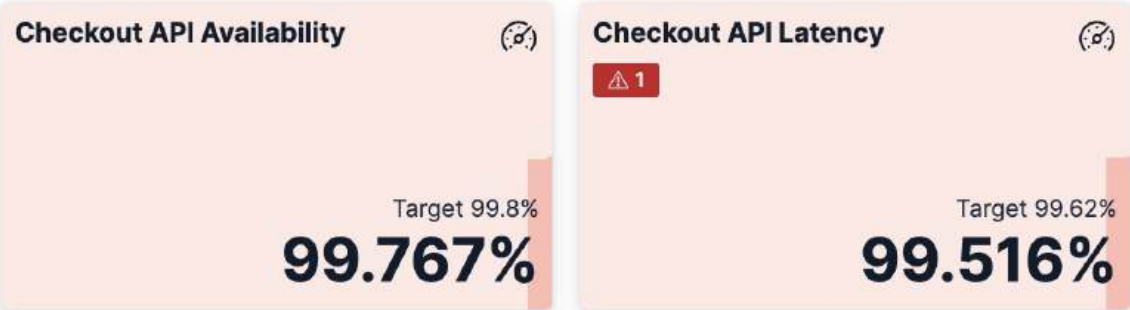 Checkout API Availability
Target 99.8%
99.767%
Checkout API Latency
1
Target 99.62%
99.516%